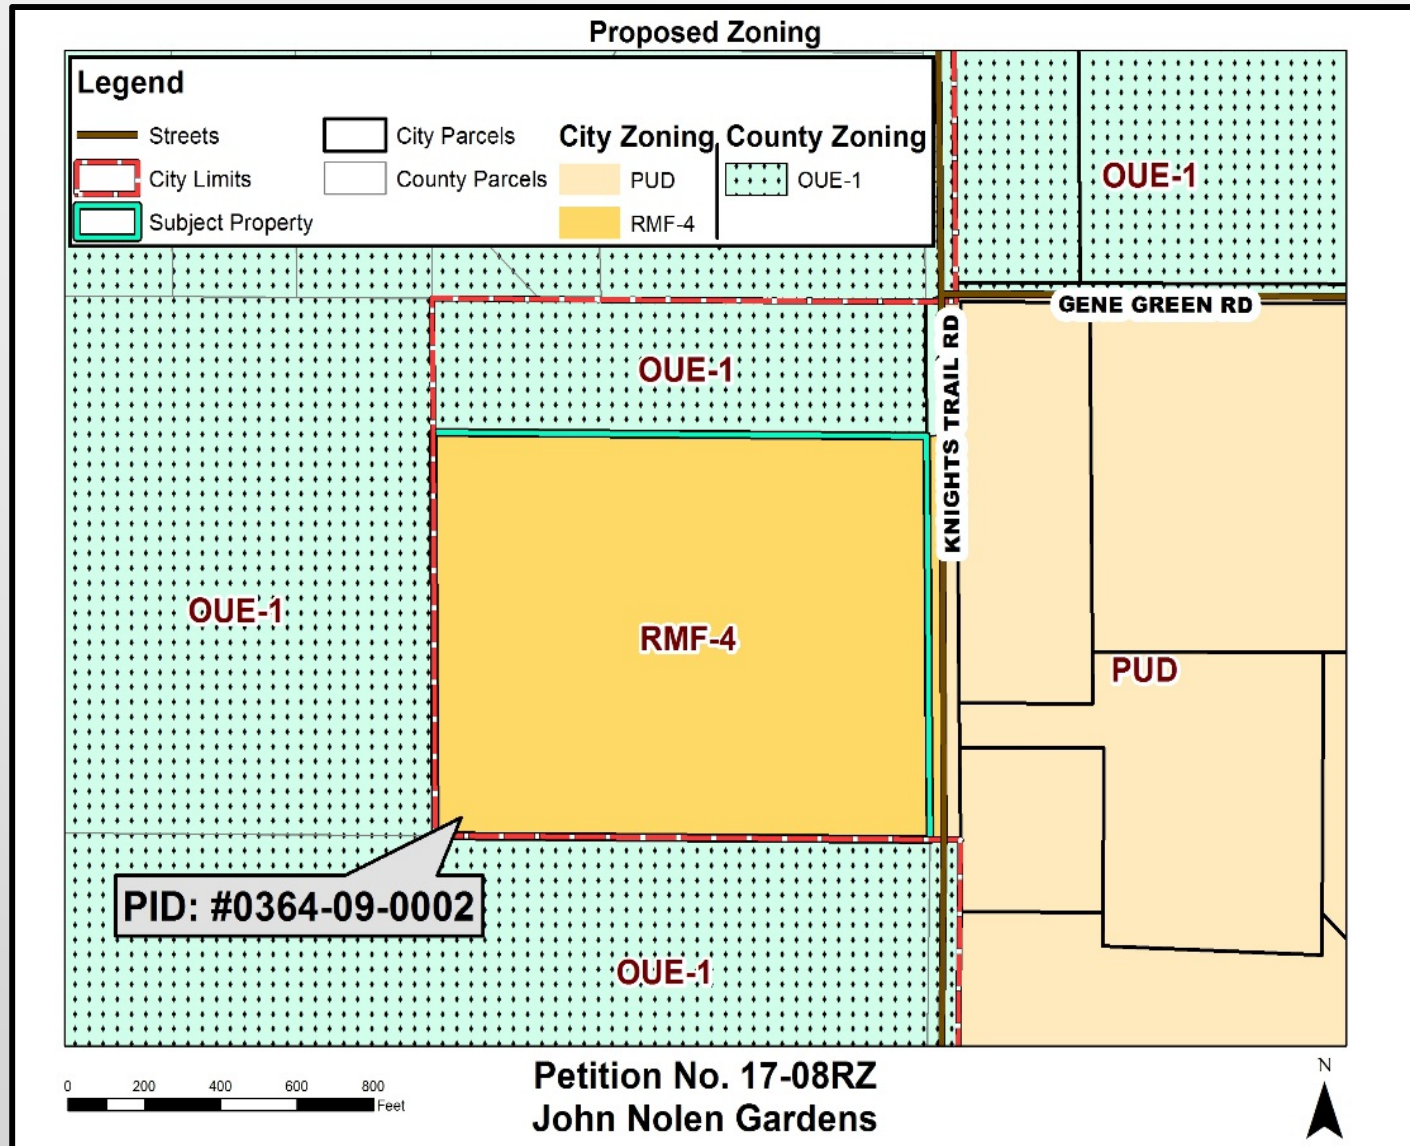 Proposed Zoning
Legend
Streets
City Limits
Subject Property
City Parcels
County Parcels
City Zoning
PUD
RMF-4
County Zoning
OUE-1
OUE-1
GENE GREEN RD
KNIGHTS TRAIL RD
OUE-1
OUE-1
RMF-4
PUD
PID: #0364-09-0002
OUE-1
0 200 400 600 800
Feet
Petition No. 17-08RZ
John Nolen Gardens
N